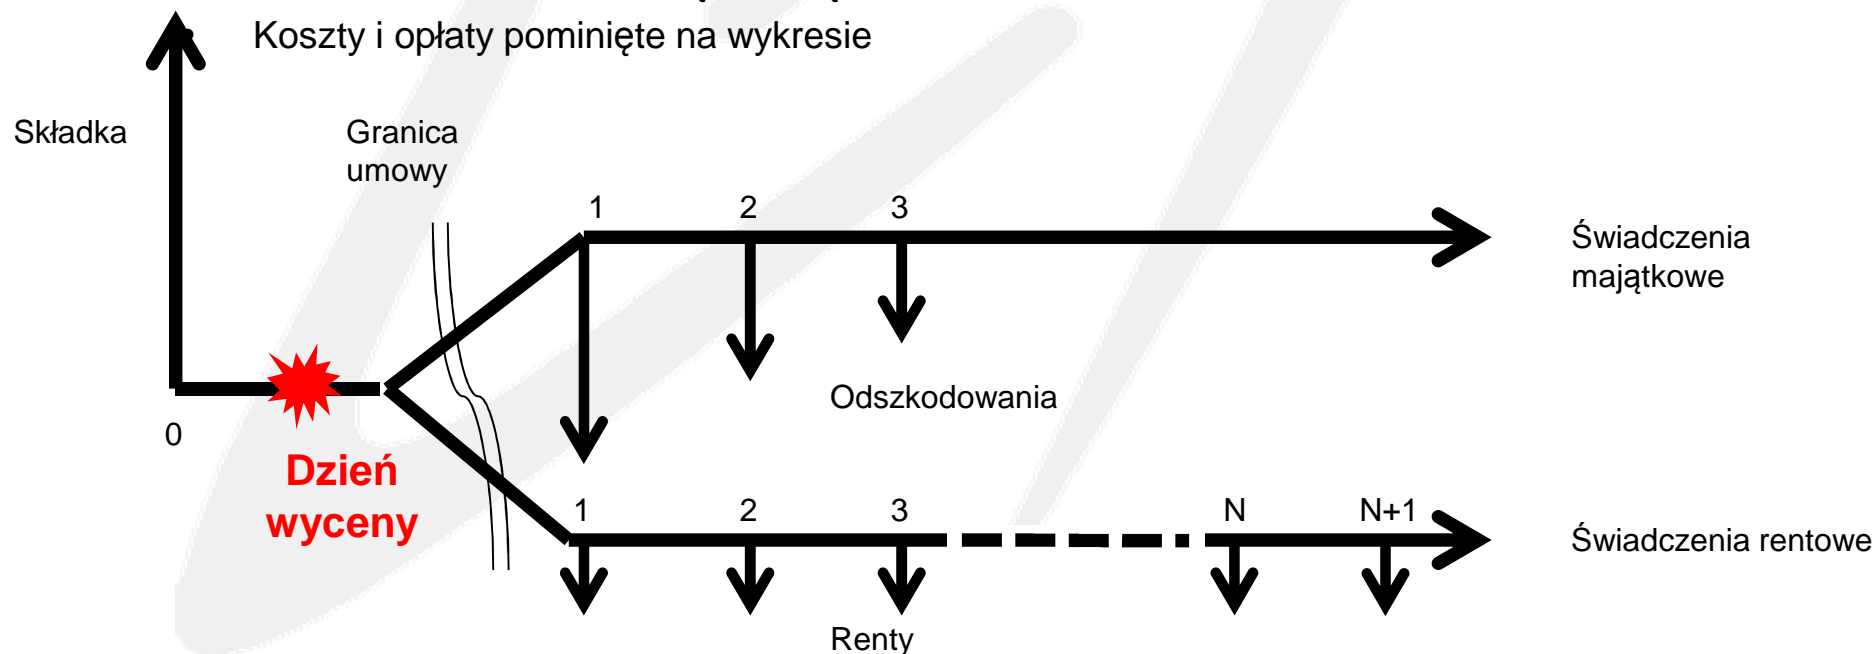 Koszty i opłaty pominięte na wykresie
Składka
Granica
umowy
1 2 3
Świadczenia
majątkowe
Odszkodowania
0
Dzień
wyceny
1 2 3 N N+1
Świadczenia rentowe
Renty